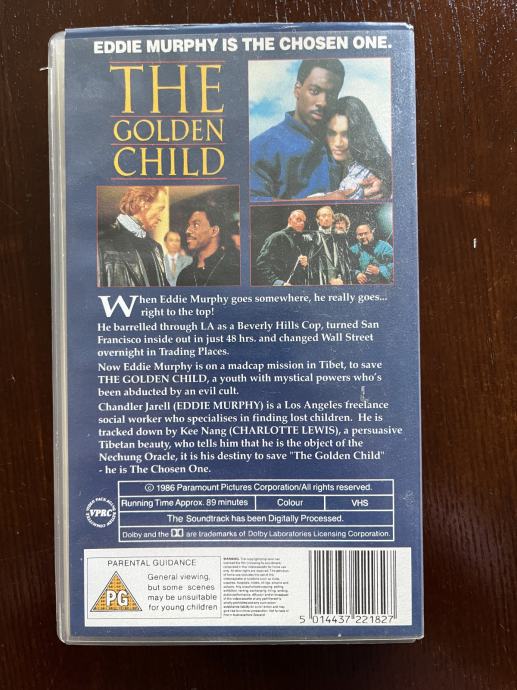 EDDIE MURPHY IS THE CHOSEN ONE.
THE
GOLDEN
CHILD
When Eddie Murphy goes somewhere, he really goes...
right to the top!
He barrelled through LA as a Beverly Hills Cop, turned San
Francisco inside out in just 48 hrs. and changed Wall Street
overnight in Trading Places.
Now Eddie Murphy is on a madcap mission in Tibet, to save
THE GOLDEN CHILD, a youth with mystical powers who's
been abducted by an evil cult.
Chandler Jarell (EDDIE MURPHY) is a Los Angeles freelance
social worker who specialises in finding lost children. He is
tracked down by Kee Nang (CHARLOTTE LEWIS), a persuasive
Tibetan beauty, who tells him that he is the object of the
Nechung Oracle, it is his destiny to save "The Golden Child"
- he is The Chosen One.
© 1986 Paramount Pictures Corporation/All rights reserved.
Running Time Approx. 89 minutes Colour VHS
The Soundtrack has been Digitally Processed.
Dolby and the DD are trademarks of Dolby Laboratories Licensing Corporation.
VPRC
PARENTAL GUIDANCE
PG
General viewing,
but some scenes
may be unsuitable
for young children
5 014437 221827